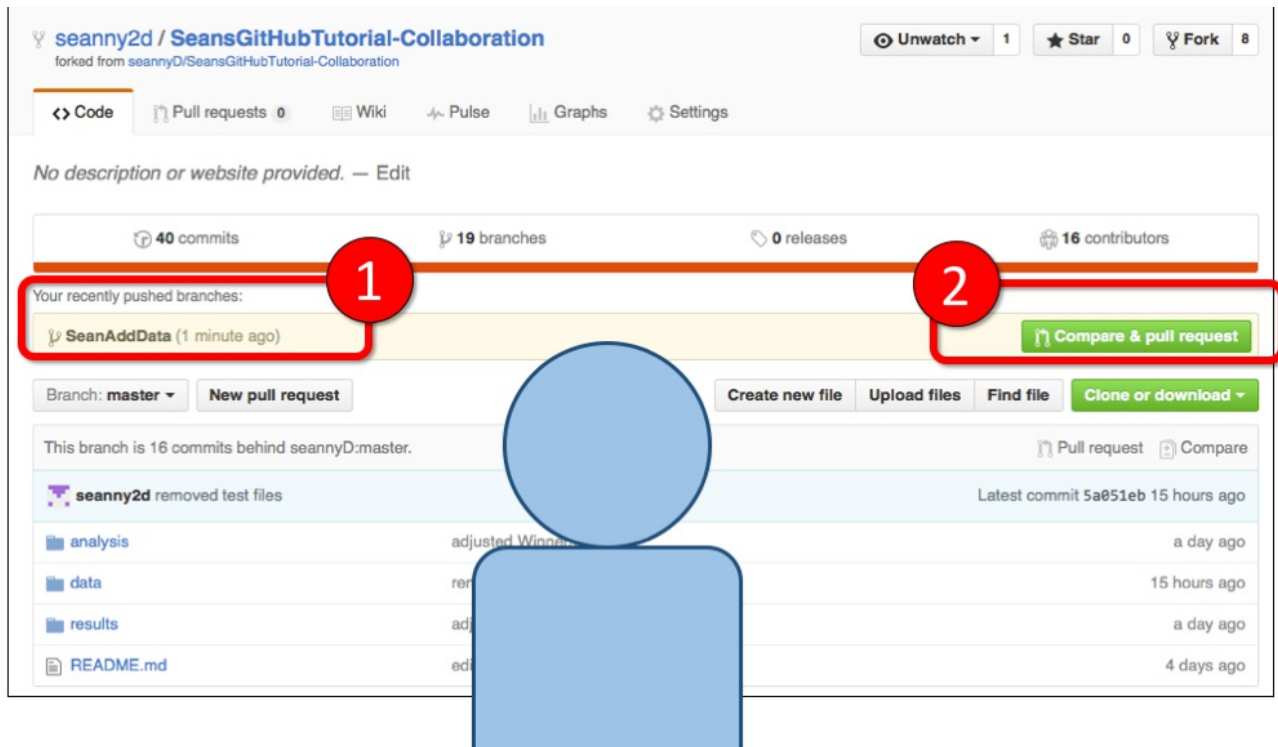 seanny2d / SeansGitHubTutorial-Collaboration Unwatch 1 Star 0 Fork 8
forked from seannyD/SeansGitHubTutorial-Collaboration
Code Pull requests 0 Wiki Pulse Graphs Settings
No description or website provided. — Edit
40 commits 19 branches 0 releases 16 contributors
1 2
Your recently pushed branches:
SeanAddData (1 minute ago) Compare & pull request
Branch: master New pull request Create new file Upload files Find file Clone or download
This branch is 16 commits behind seannyD:master. Pull request Compare
seanny2d removed test files Latest commit 5a051eb 15 hours ago
analysis adjusted a day ago
data 15 hours ago
results a day ago
README.md 4 days ago